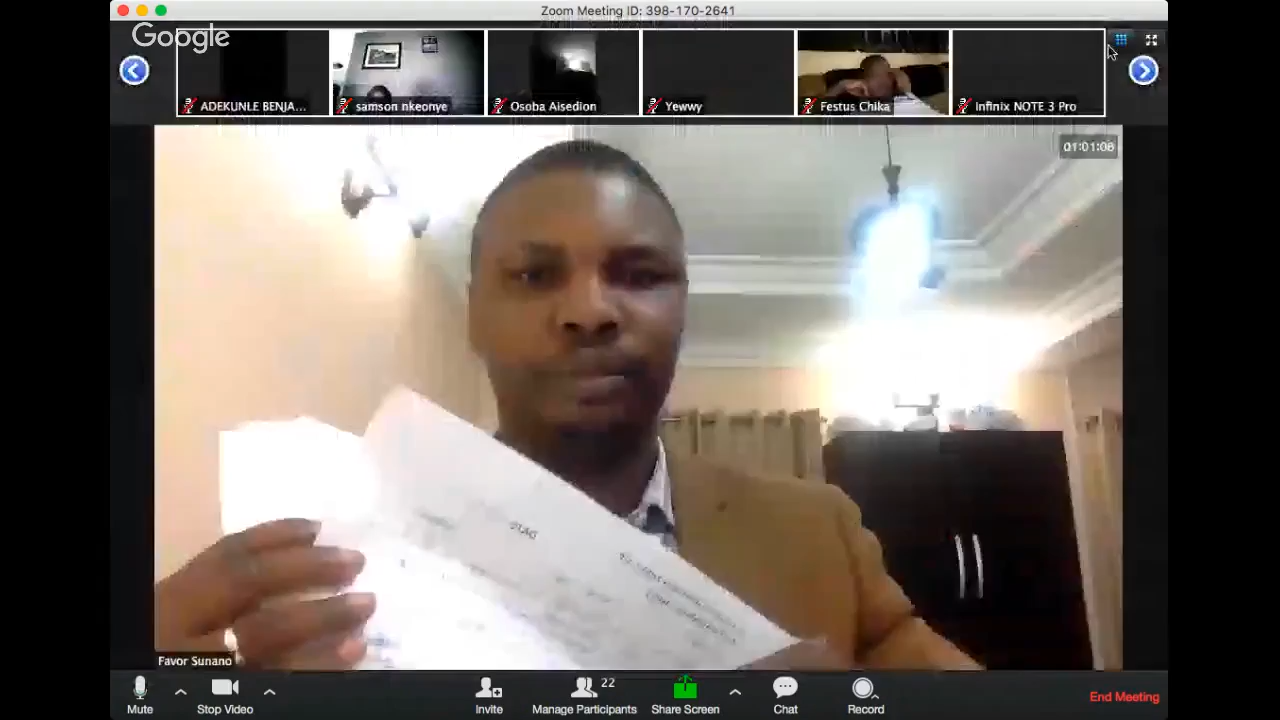 Zoom Meeting ID: 398-170-2641
Google
ADEKUNLE BENJA...
samson nkeonye
Osoba Aisedion
Yewwy
Festus Chika
Infinix NOTE 3 Pro
01:01:08
Favor Sunano
Mute
Stop Video
Invite
22
Manage Participants
Share Screen
Chat
Record
End Meeting